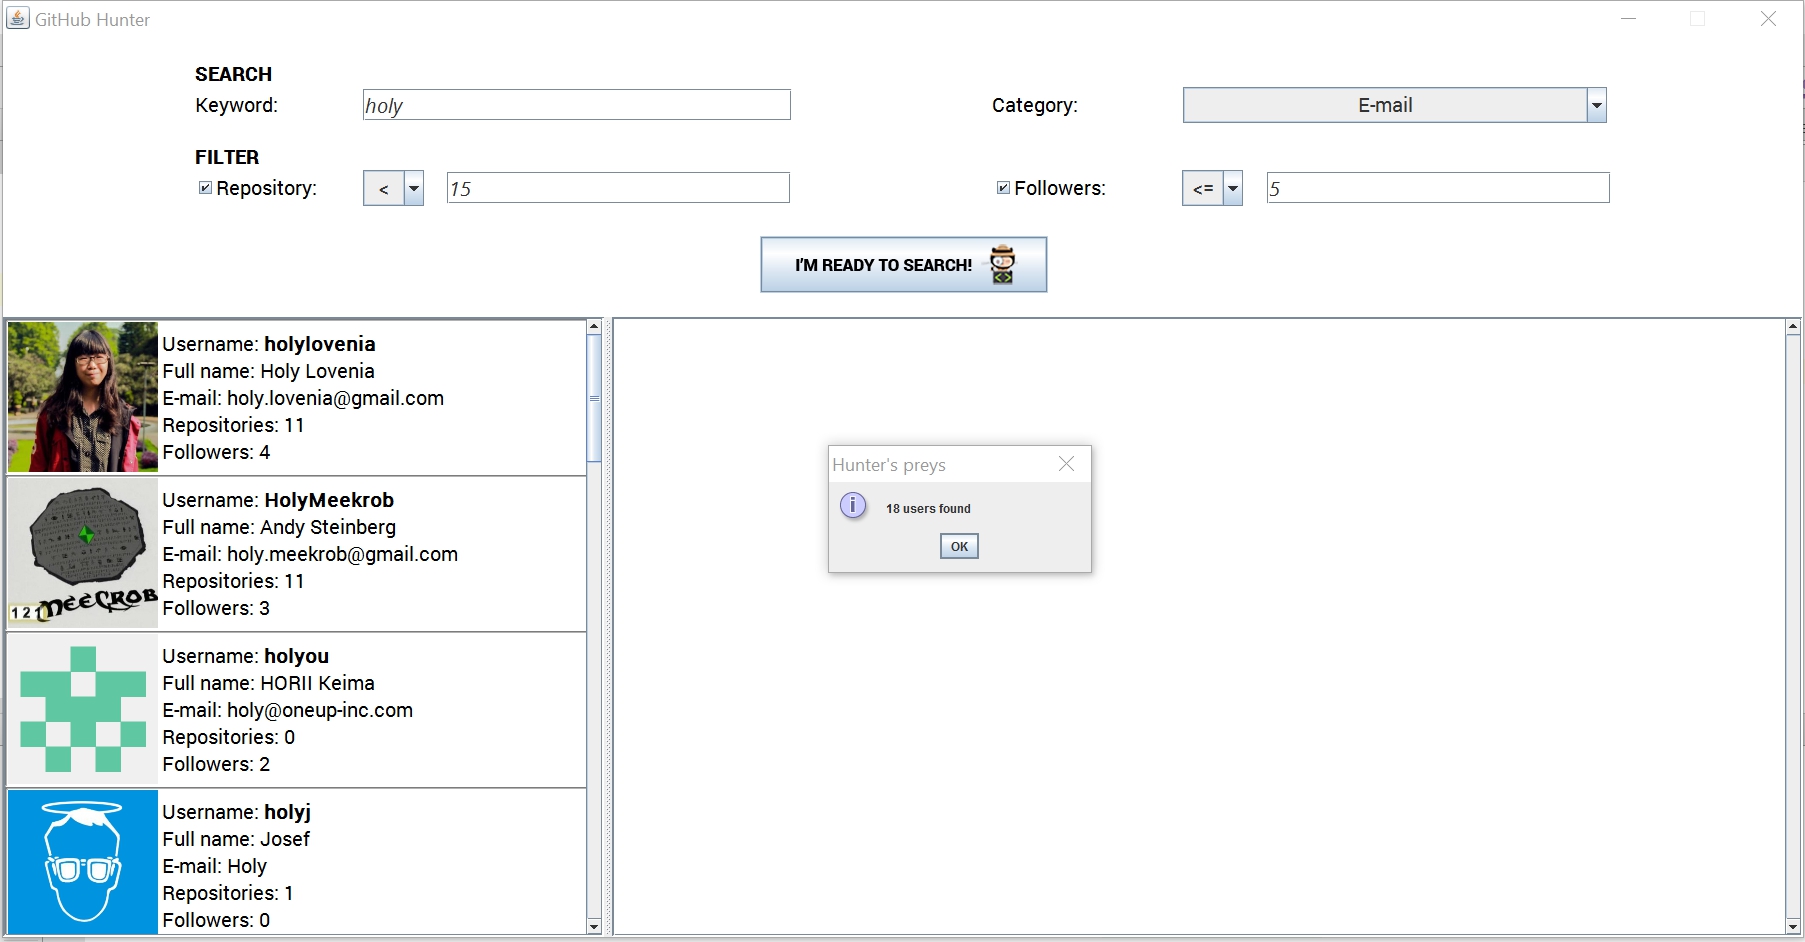 GitHub Hunter
SEARCH
Keyword: holy Category: E-mail
FILTER
Repository: < 15 Followers: <= 5
I'M READY TO SEARCH!
Username: holylovenia
Full name: Holy Lovenia
E-mail: holy.lovenia@gmail.com
Repositories: 11
Followers: 4
121 MEECROB
Username: HolyMeekrob
Full name: Andy Steinberg
E-mail: holy.meekrob@gmail.com
Repositories: 11
Followers: 3
Username: holyou
Full name: HORII Keima
E-mail: holy@oneup-inc.com
Repositories: 0
Followers: 2
Username: holyj
Full name: Josef
E-mail: Holy
Repositories: 1
Followers: 0
Hunter's preys
18 users found
OK